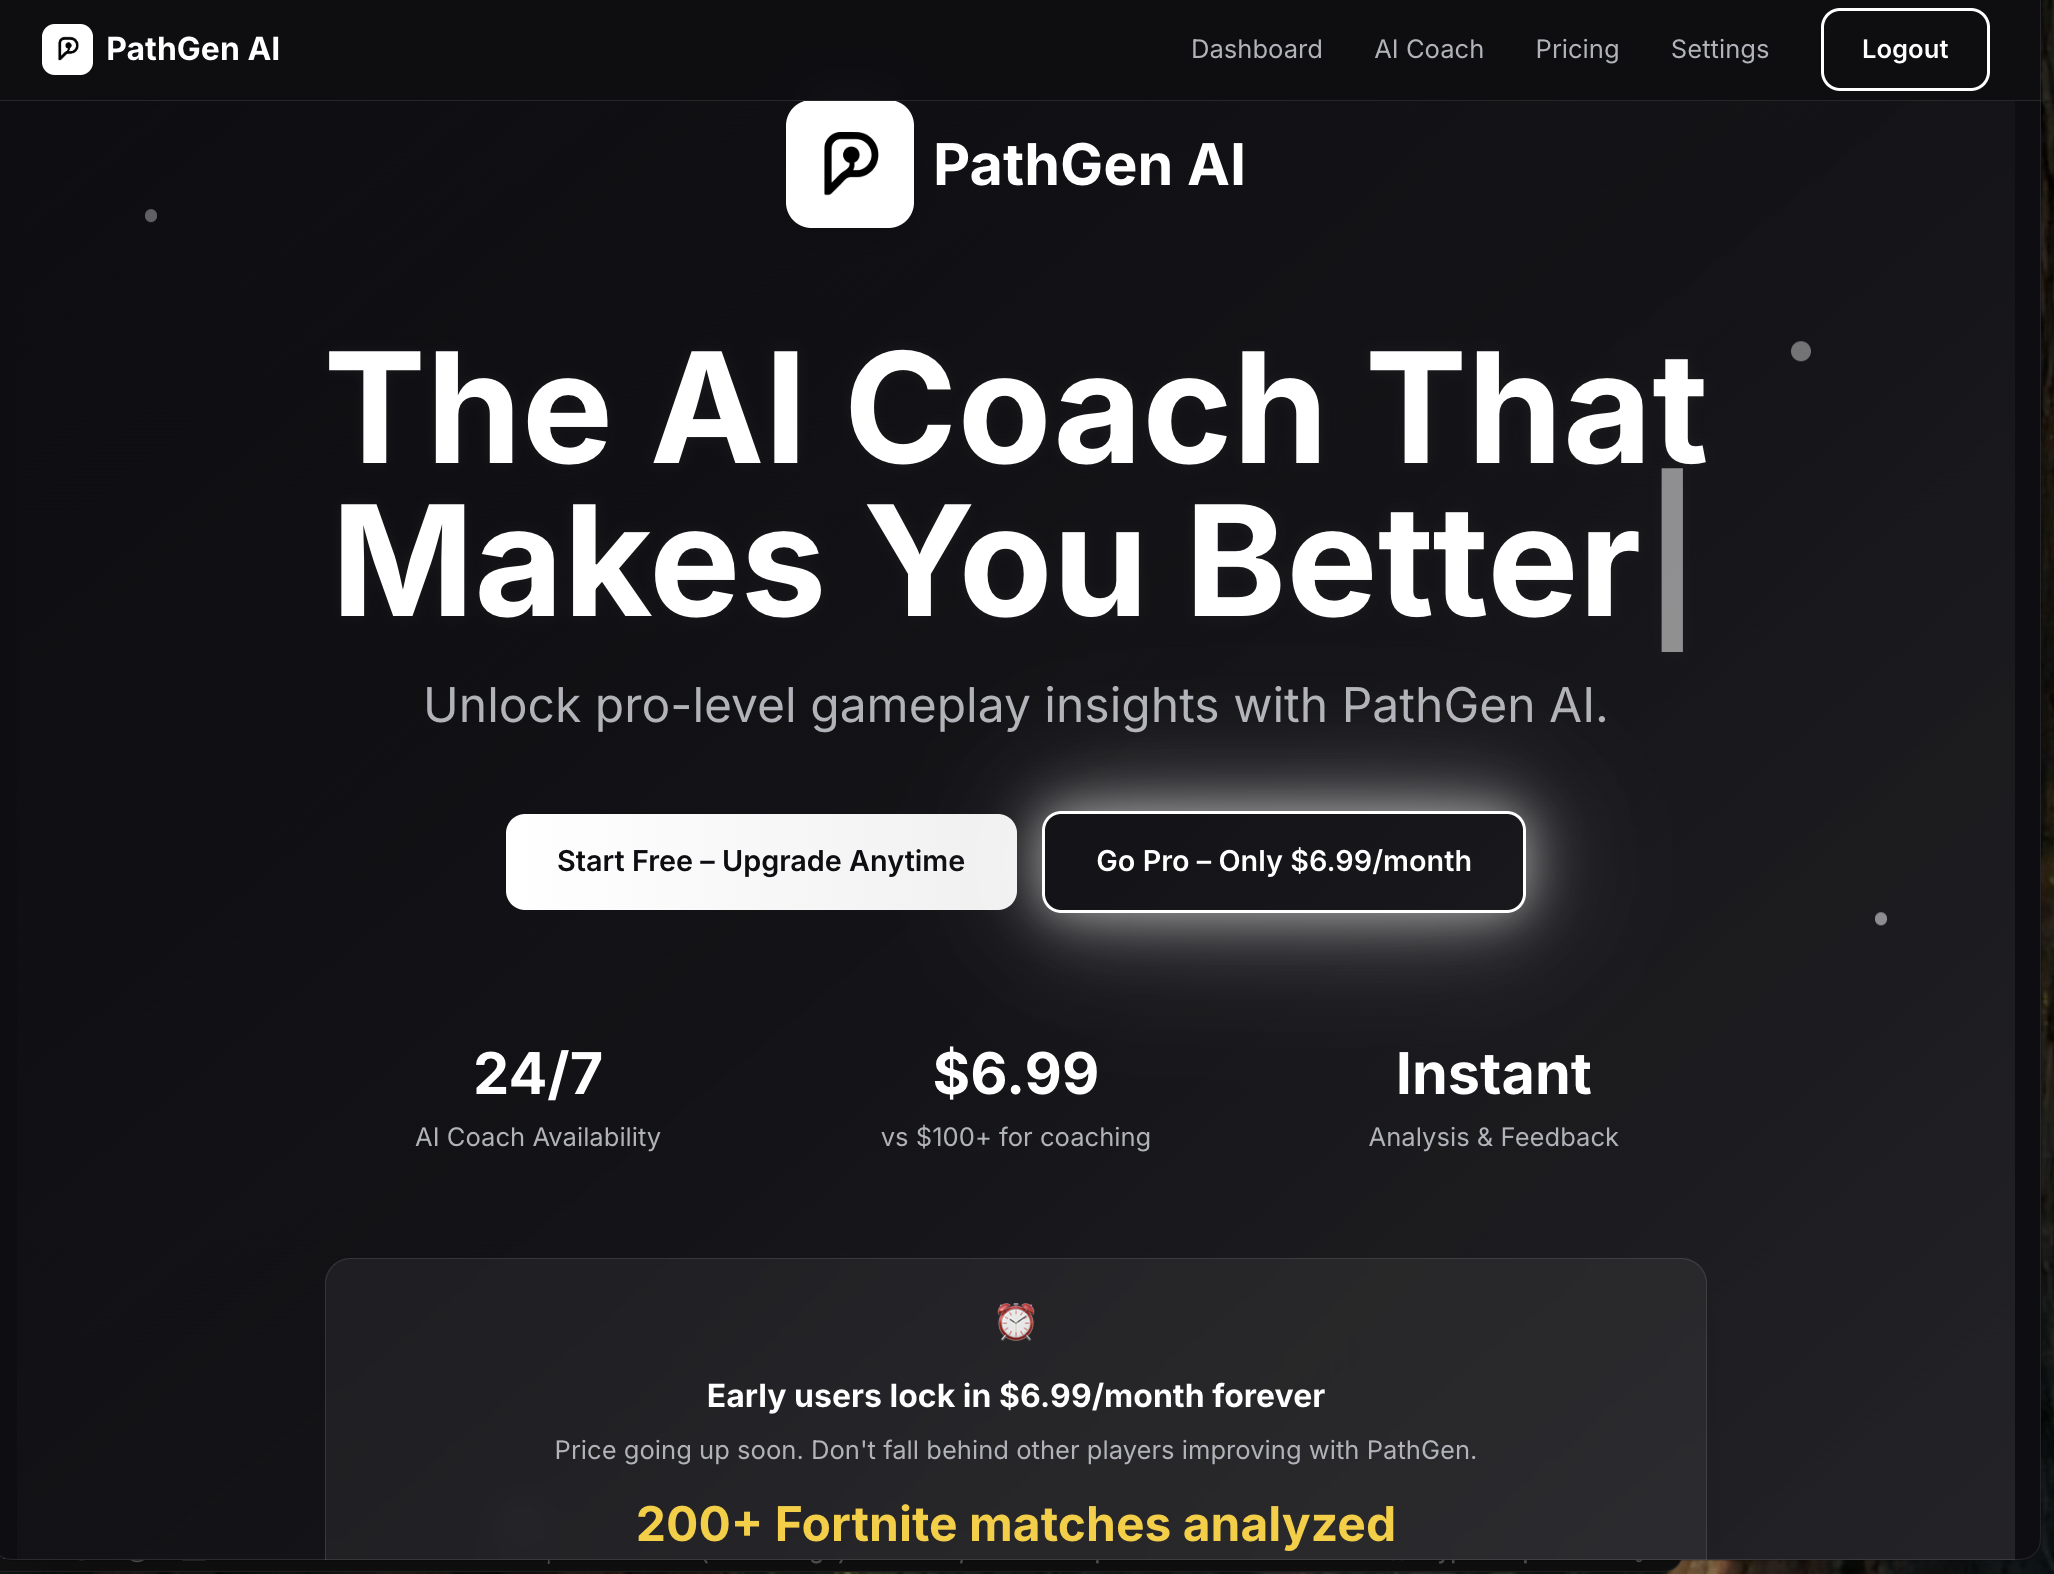 PathGen AI
Dashboard
AI Coach
Pricing
Settings
Logout
PathGen AI
The AI Coach That
Makes You Better
Unlock pro-level gameplay insights with PathGen AI.
Start Free – Upgrade Anytime
Go Pro – Only $6.99/month
24/7
AI Coach Availability
$6.99
vs $100+ for coaching
Instant
Analysis & Feedback
Early users lock in $6.99/month forever
Price going up soon. Don't fall behind other players improving with PathGen.
200+ Fortnite matches analyzed